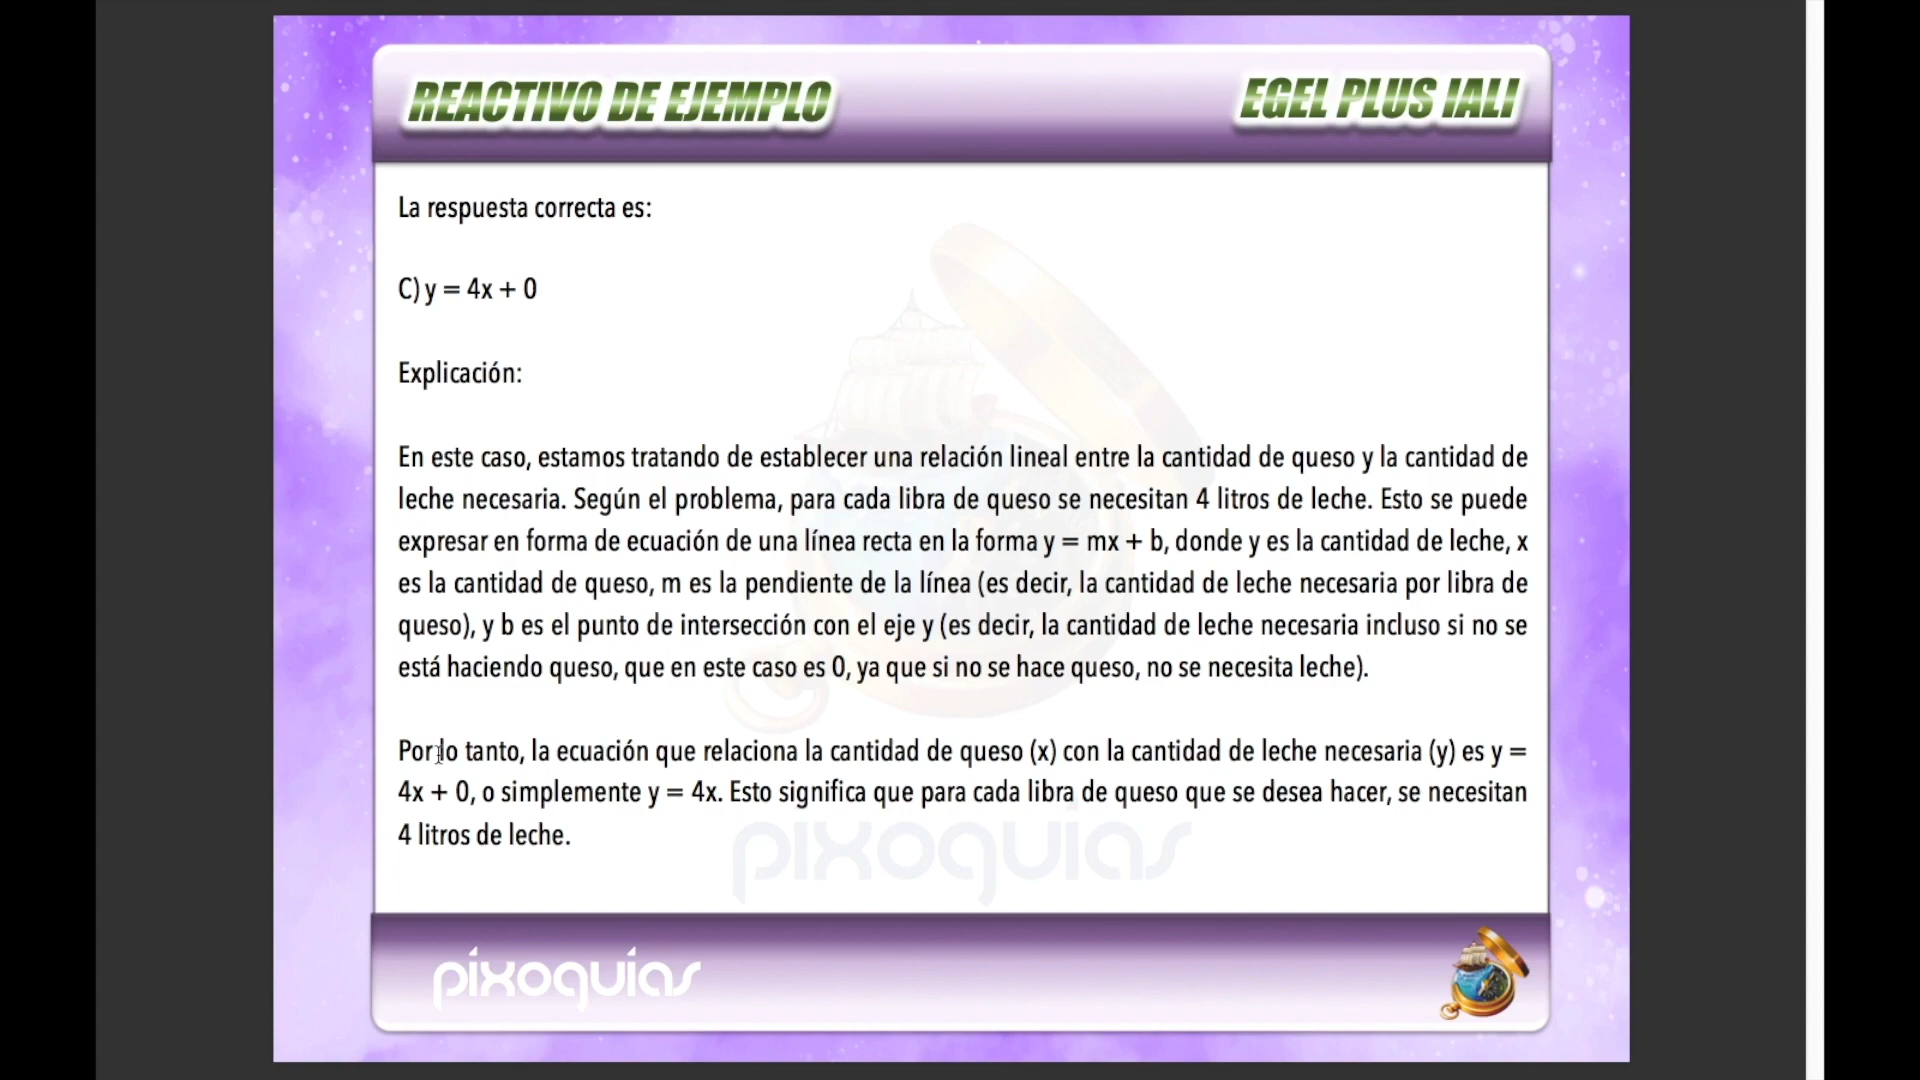 REACTIVO DE EJEMPLO
EGEL PLUS IALI
La respuesta correcta es:
C) y = 4x + 0
Explicación:
En este caso, estamos tratando de establecer una relación lineal entre la cantidad de queso y la cantidad de
leche necesaria. Según el problema, para cada libra de queso se necesitan 4 litros de leche. Esto se puede
expresar en forma de ecuación de una línea recta en la forma y = mx + b, donde y es la cantidad de leche, x
es la cantidad de queso, m es la pendiente de la línea (es decir, la cantidad de leche necesaria por libra de
queso), y b es el punto de intersección con el eje y (es decir, la cantidad de leche necesaria incluso si no se
está haciendo queso, que en este caso es 0, ya que si no se hace queso, no se necesita leche).
Por lo tanto, la ecuación que relaciona la cantidad de queso (x) con la cantidad de leche necesaria (y) es y =
4x + 0, o simplemente y = 4x. Esto significa que para cada libra de queso que se desea hacer, se necesitan
4 litros de leche.
pixoguías
pixoguías